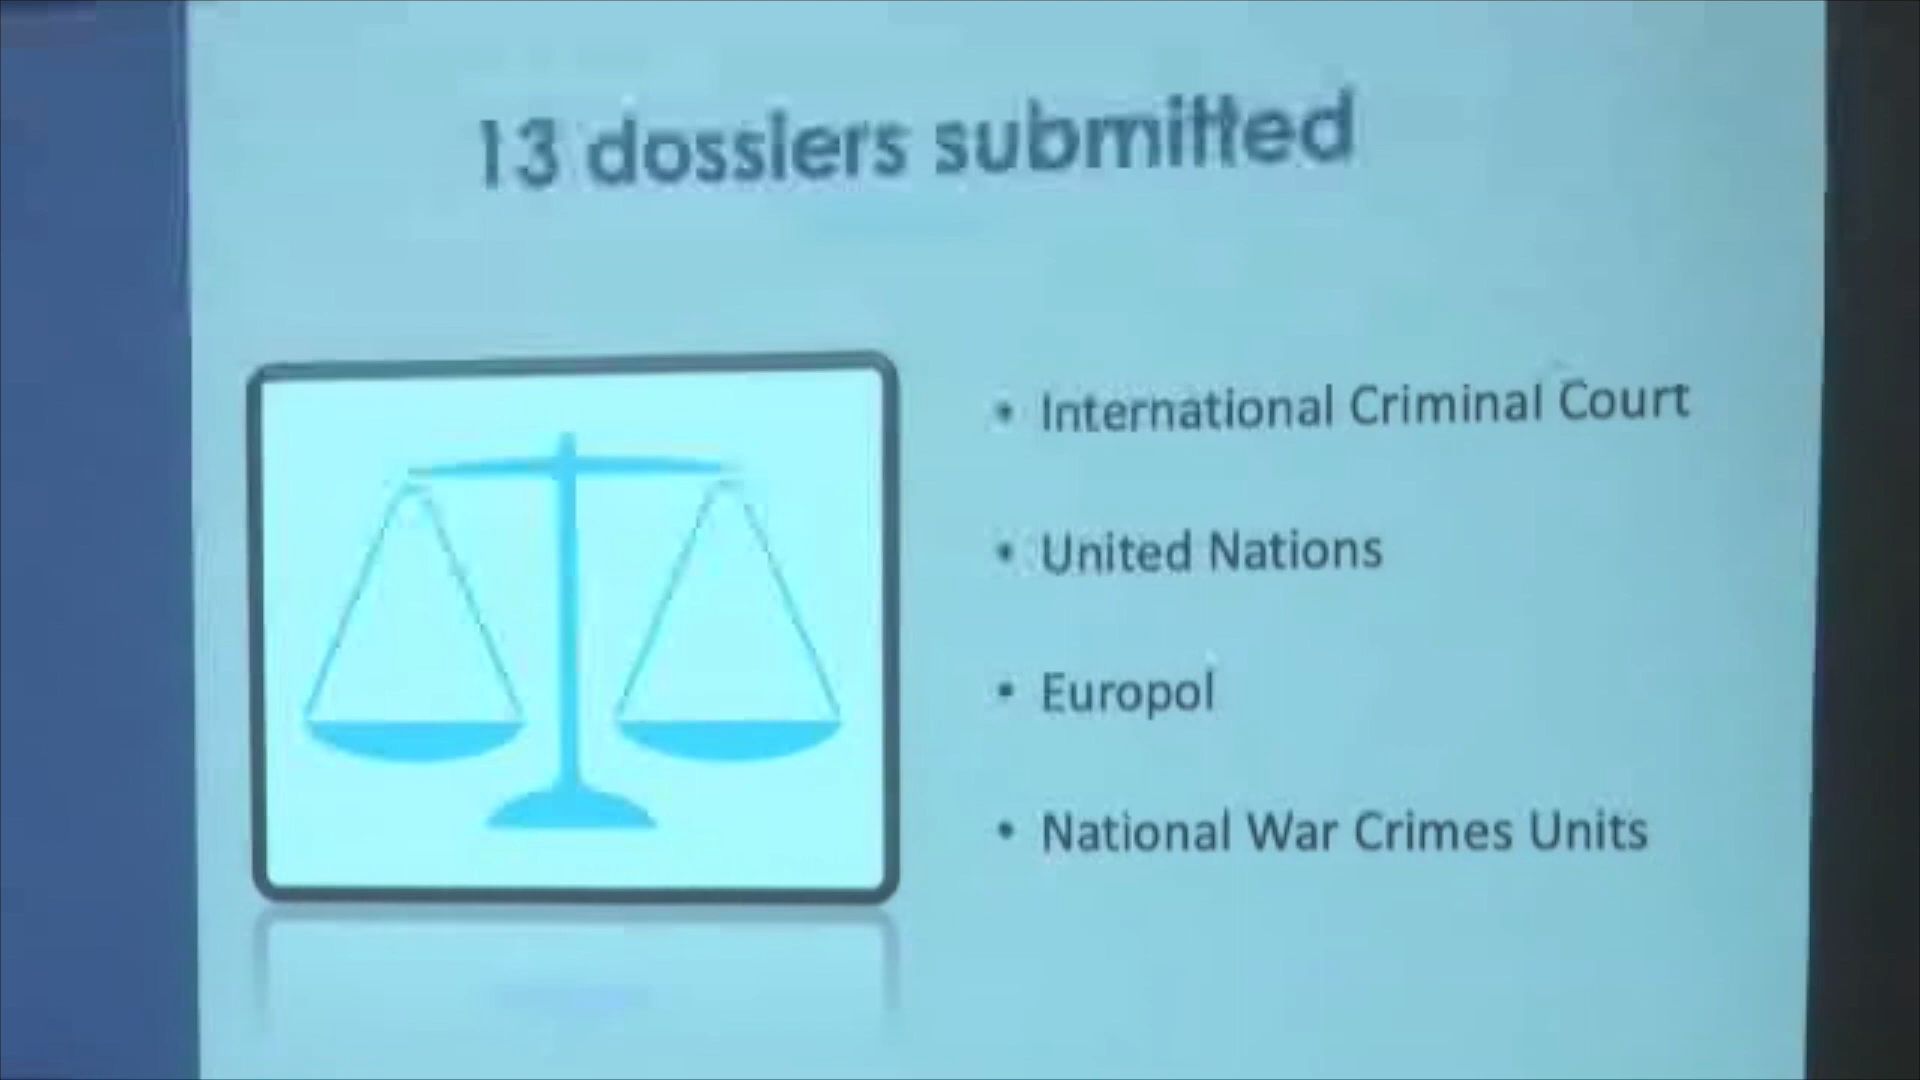 13 dossiers submitted
• International Criminal Court
• United Nations
• Europol
• National War Crimes Units